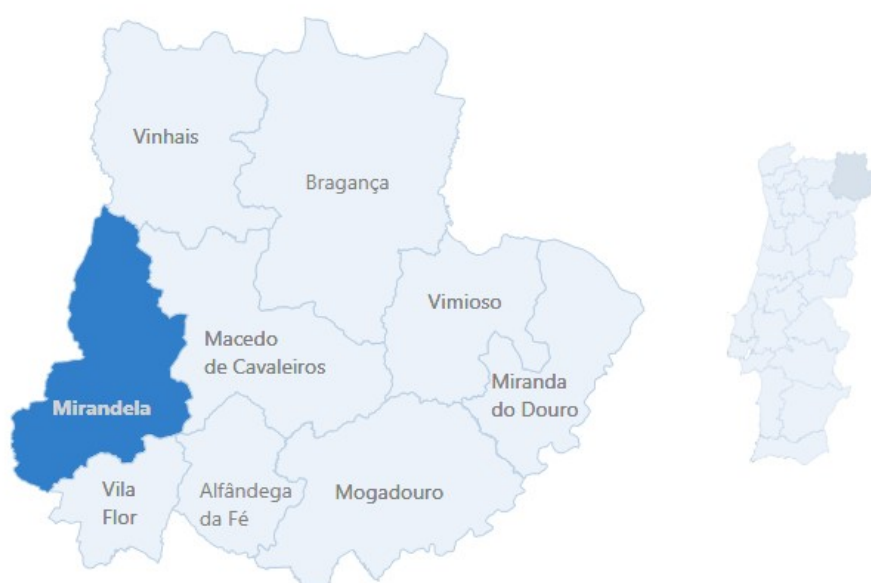 Vinhais
Bragança
Vimioso
Macedo
de Cavaleiros
Miranda
do Douro
Mirandela
Vila
Flor
Alfândega
da Fé
Mogadouro